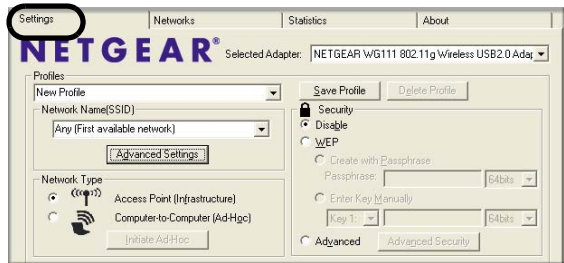 Settings Networks Statistics About
NETGEAR® Selected Adapter: NETGEAR WG111 802.11g Wireless USB2.0 Adap
Profiles
New Profile Save Profile Delete Profile
Network Name(SSID) Security
Any (First available network) Disable
WEP
Advanced Settings Create with Passphrase
Passphrase: 64bits
Network Type
Access Point (Infrastructure) Enter Key Manually
Computer-to-Computer (Ad-Hoc) Key 1: 64bits
Initiate Ad-Hoc Advanced Advanced Security